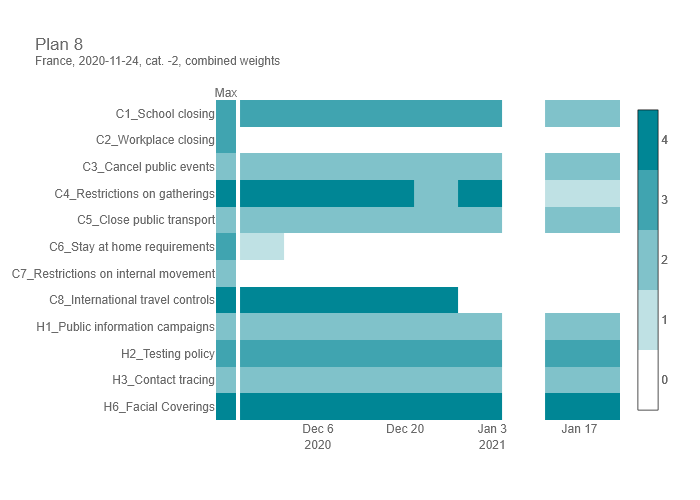 Plan 8
France, 2020-11-24, cat. -2, combined weights
Max
C1_School closing
C2_Workplace closing
C3_Cancel public events
C4_Restrictions on gatherings
C5_Close public transport
C6_Stay at home requirements
C7_Restrictions on internal movement
C8_International travel controls
H1_Public information campaigns
H2_Testing policy
H3_Contact tracing
H6_Facial Coverings
Dec 6
2020
Dec 20
Jan 3
2021
Jan 17
4
3
2
1
0